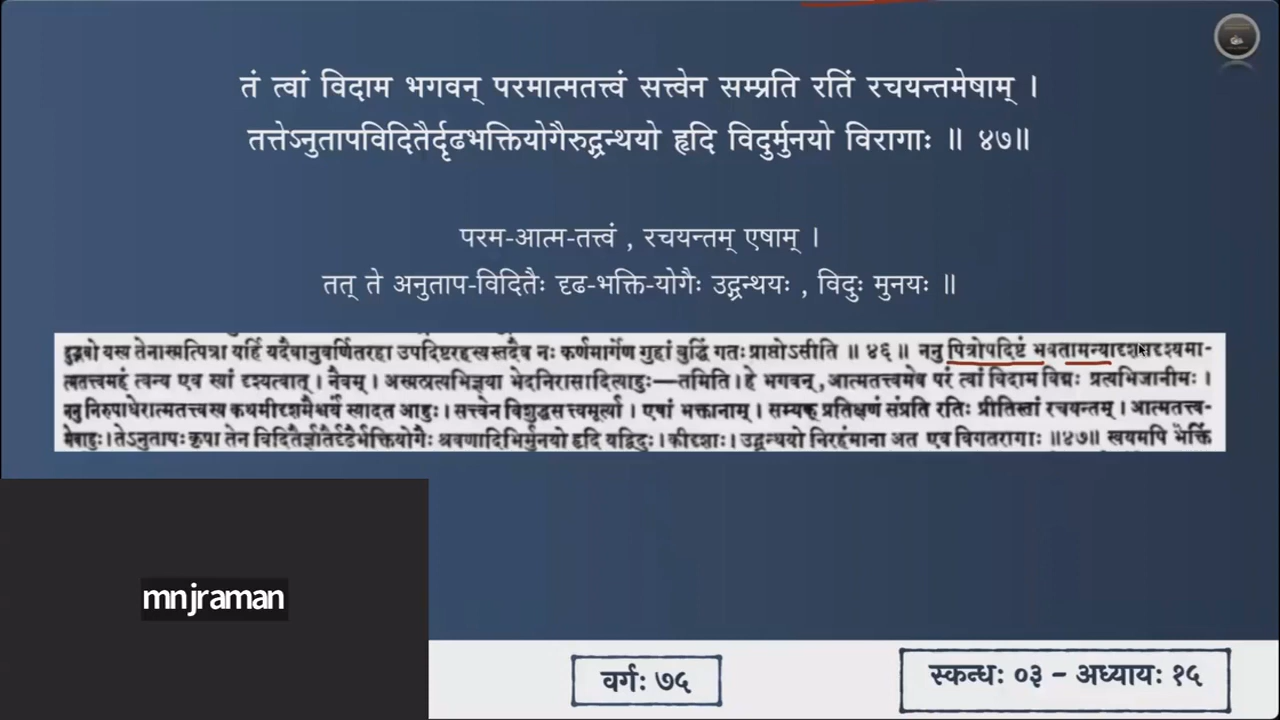 तं त्वां विदाम भगवन् परमात्मतत्त्वं सत्त्वेन सम्प्रति रतिं रचयन्तमेषाम् ।
तत्तेऽनुतापविदितैर्दृढभक्तियोगैरुद्ग्रन्थयो हृदि विदुर्मुनयो विरागाः ॥ ४७॥
परम-आत्म-तत्त्वं , रचयन्तम् एषाम् ।
तत् ते अनुताप-विदितैः दृढ-भक्ति-योगैः उद्ग्रन्थयः , विदुः मुनयः ॥
यस्य तेनास्मत्पित्रा यर्हि यदैवानुवर्णितरहा उपदिष्टरहस्यस्तदैव नः कर्णमार्गेण गुहां बुद्धिं गतः प्राप्तोऽसीति ॥ ४६ ॥ ननु पित्रोपदिष्टं
त्मतत्त्वमहं त्वन्य एव स्यां दृश्यत्वात् । नैवम् । अस्मत्प्रत्यभिज्ञया भेदनिरासादित्याहुः—तमिति । हे भगवन्, आत्मतत्त्वमेव परं त्वां विदाम विद्मः प्रत्यभिजानीमः ।
ननु निरुपाधेरात्मतत्त्वस्य कथमीदृशमैश्वर्यं स्यादत आहुः । सत्त्वेन विशुद्धसत्त्वमूर्त्या । एषां भक्तानाम् । सम्यक् प्रतिक्षणं संप्रति रतिः प्रीतिस्तां रचयन्तम् । आत्मतत्त्व-
मेवाहुः । तेऽनुतापः कृपा तेन विदितैर्ज्ञातैर्दृढैर्भक्तियोगैः श्रवणादिभिर्मुनयो हृदि यद्विदुः । कीदृशाः । उद्ग्रन्थयो निरहंमाना अत एव विगतरागाः ॥४७॥ स्वयमपि भक्तिं
mnjraman
वर्गः ७५
स्कन्धः ०३ – अध्यायः १५